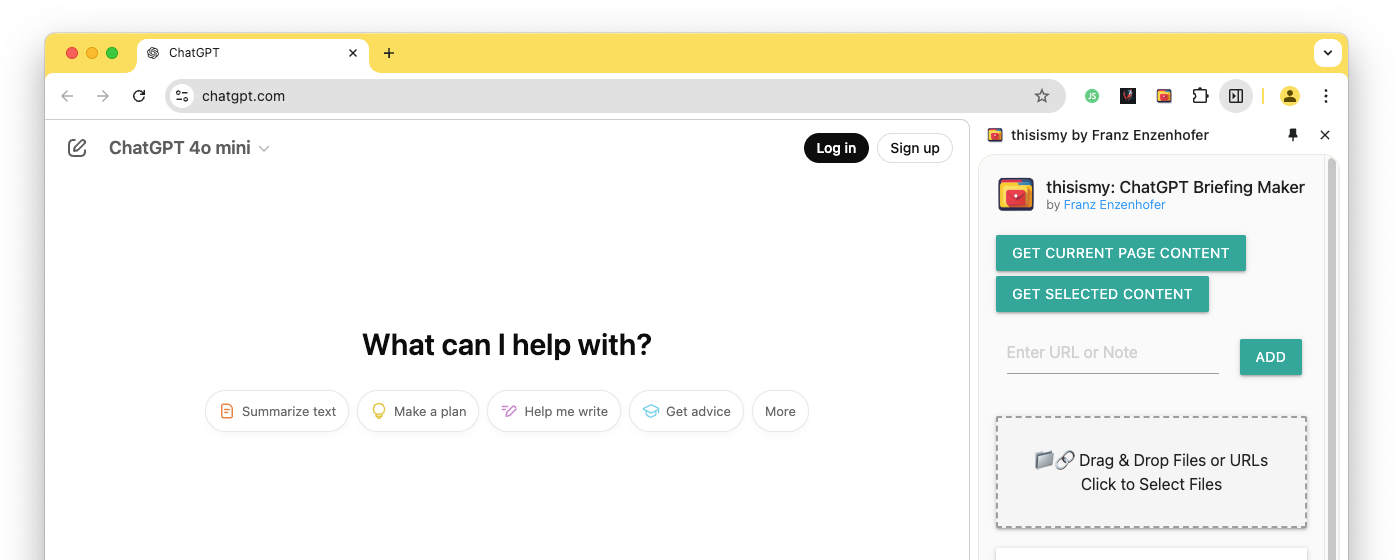 ChatGPT
chatgpt.com
JS
ChatGPT 4o mini
Log in
Sign up
What can I help with?
Summarize text
Make a plan
Help me write
Get advice
More
thisismy by Franz Enzenhofer
thisismy: ChatGPT Briefing Maker
by Franz Enzenhofer
GET CURRENT PAGE CONTENT
GET SELECTED CONTENT
Enter URL or Note
ADD
Drag & Drop Files or URLs
Click to Select Files